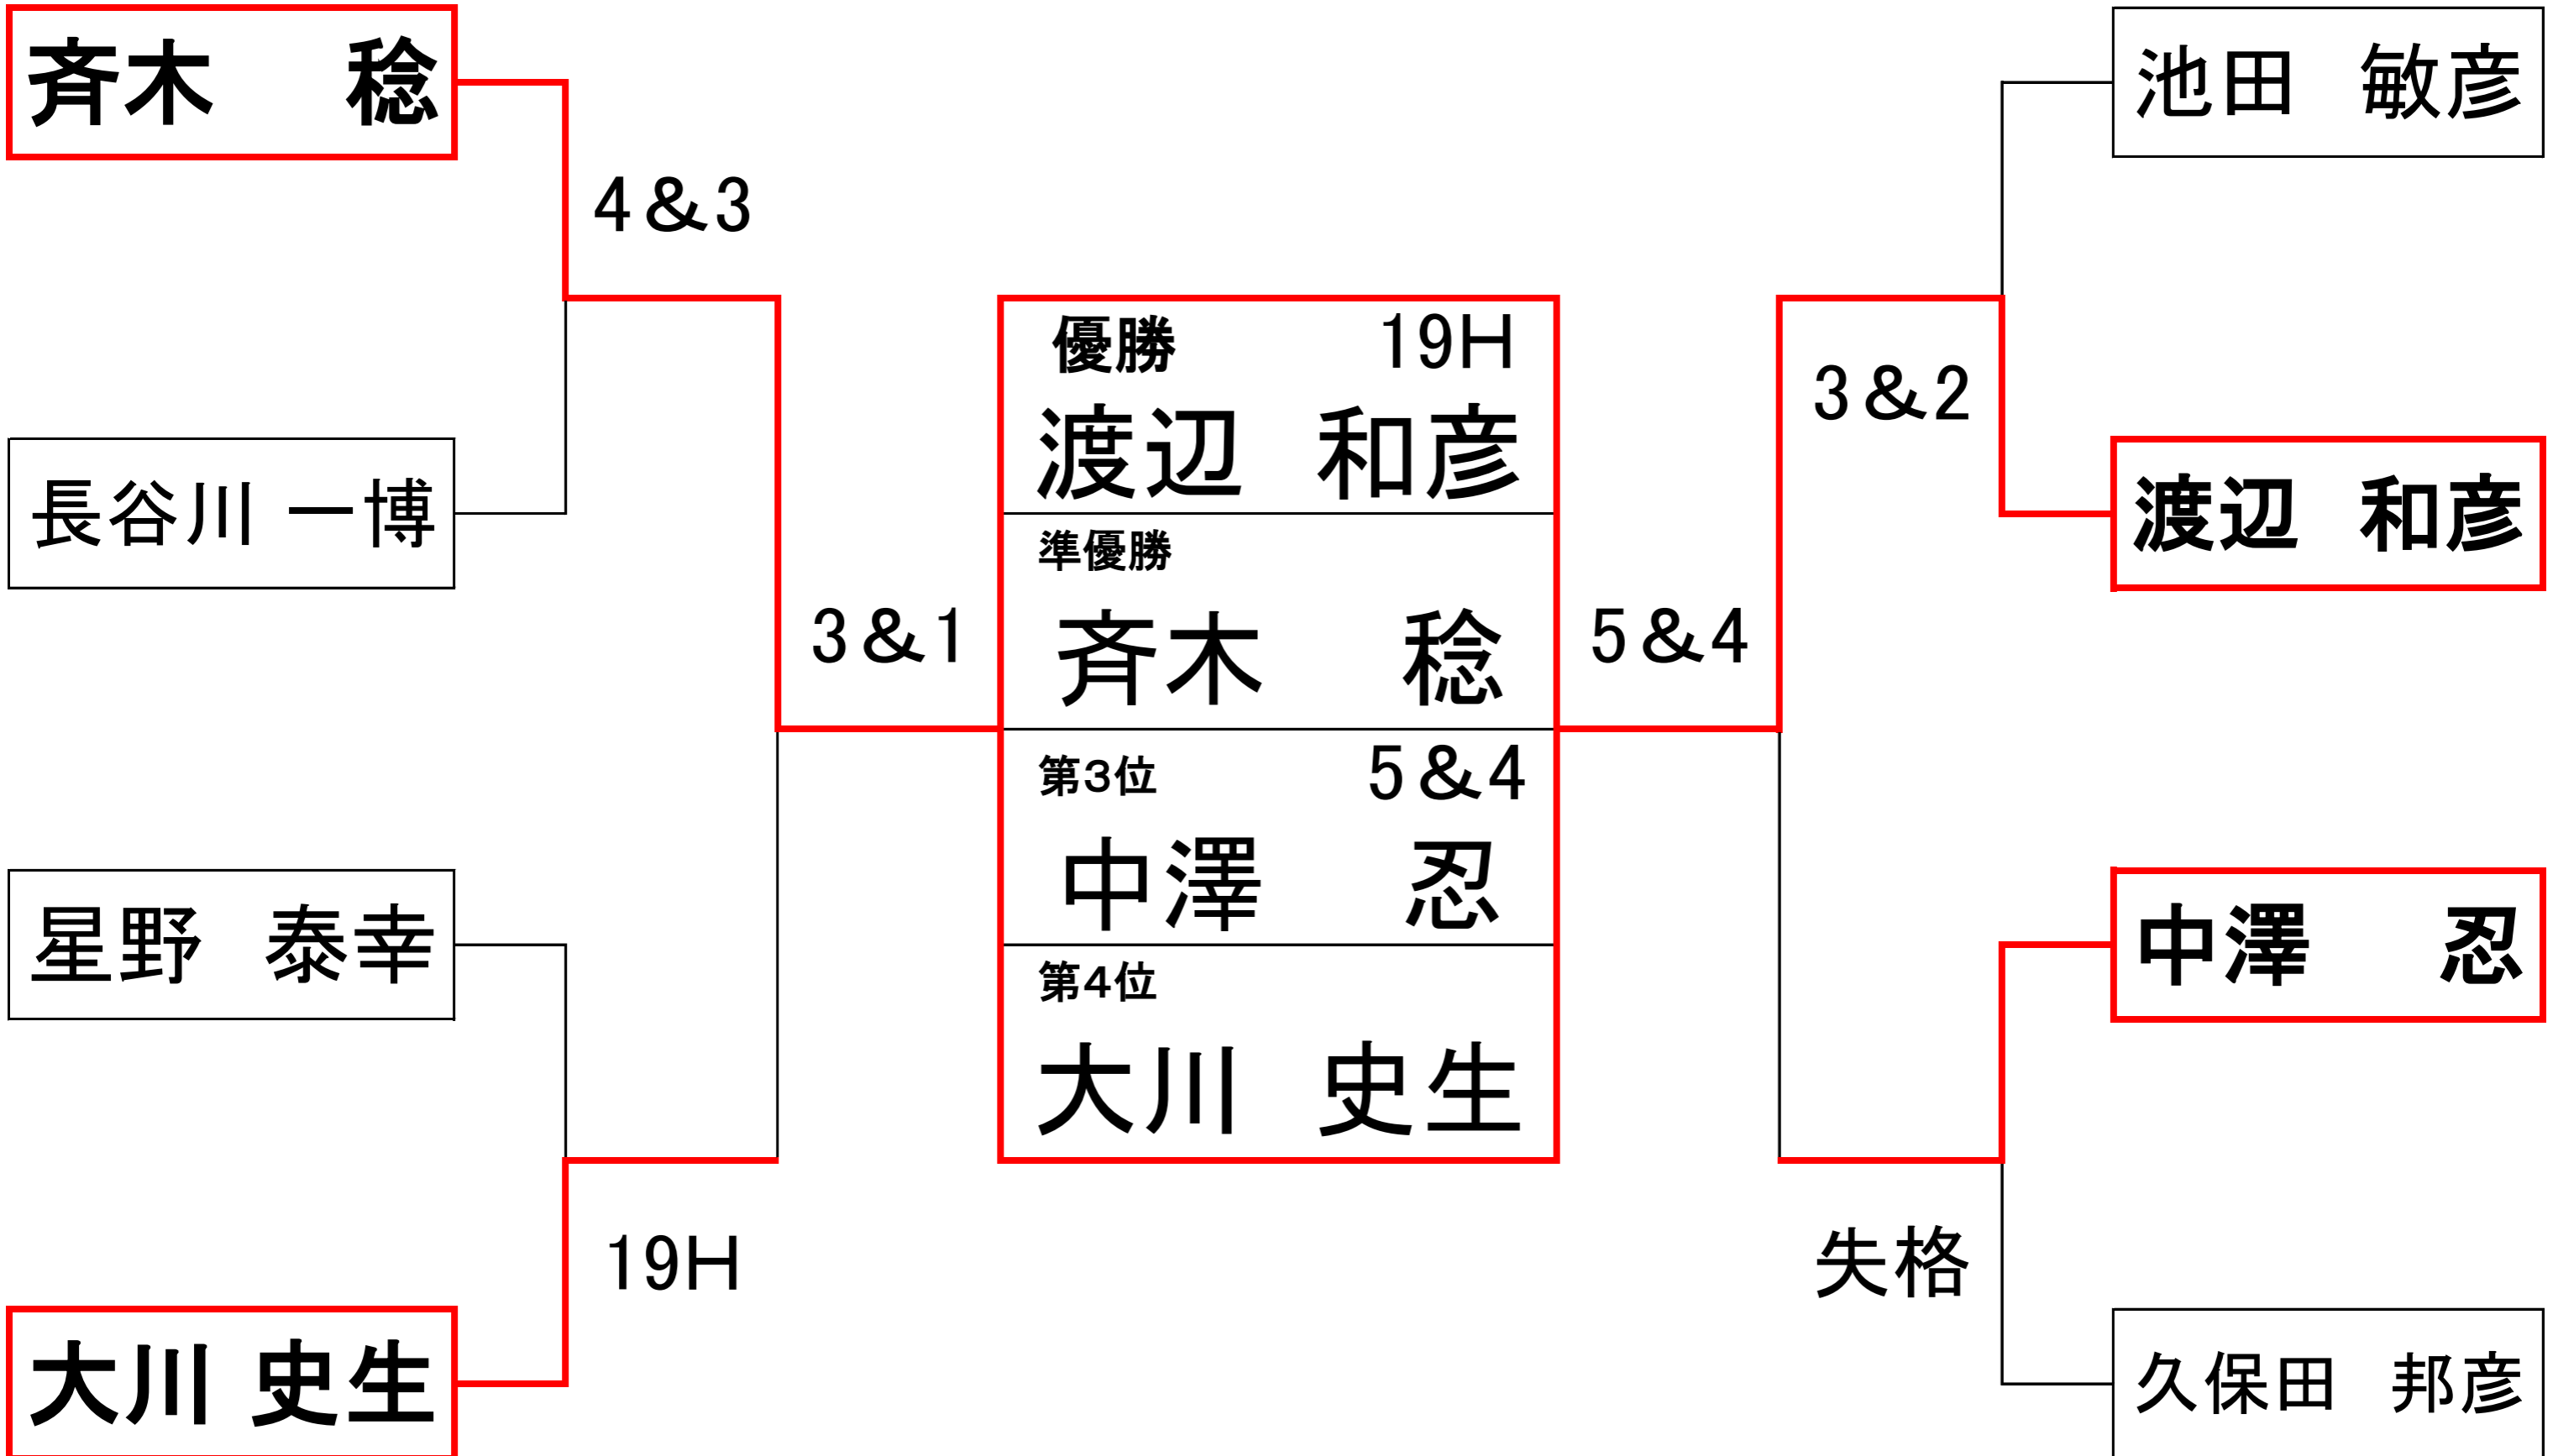 斉木 稔
4&3
長谷川 一博
3&1
星野 泰幸
19H
大川 史生
優勝 19H
渡辺 和彦
準優勝
斉木 稔
第3位 5&4
中澤 忍
第4位
大川 史生
池田 敏彦
3&2
渡辺 和彦
5&4
中澤 忍
失格
久保田 邦彦